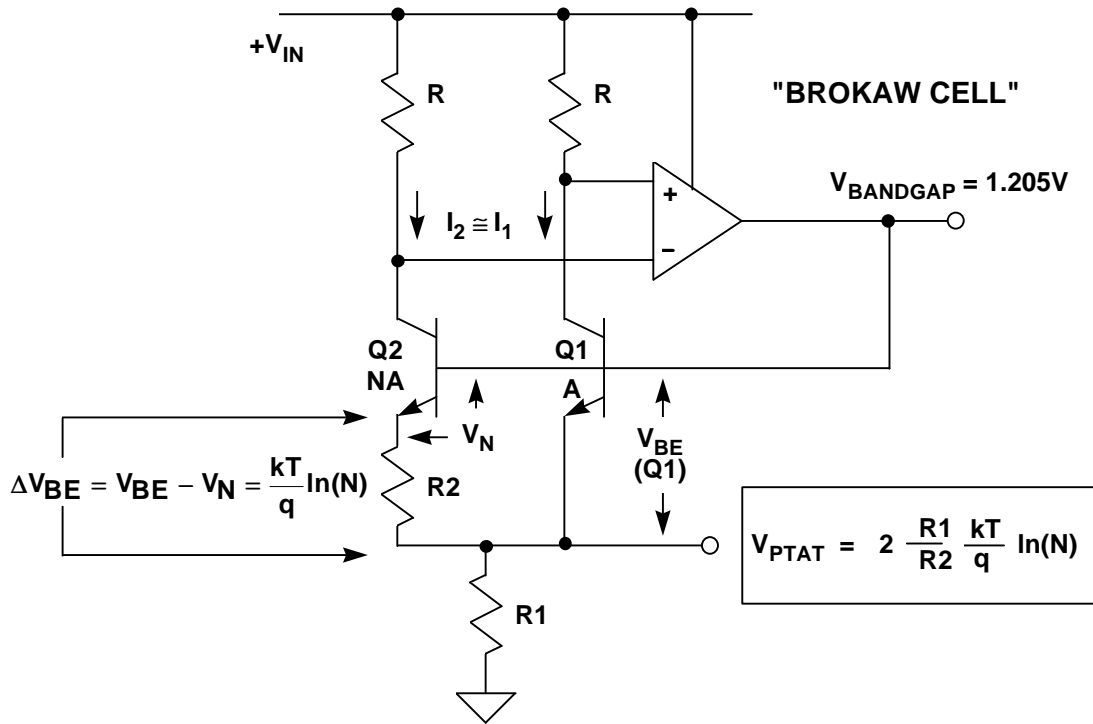 +V_IN
R
R
"BROKAW CELL"
V_BANDGAP = 1.205V
+
I_2 ≅ I_1
−
Q2
NA
Q1
A
V_N
V_BE
(Q1)
ΔV_BE = V_BE − V_N = kT/q ln(N)
R2
V_PTAT = 2 R1/R2 kT/q ln(N)
R1